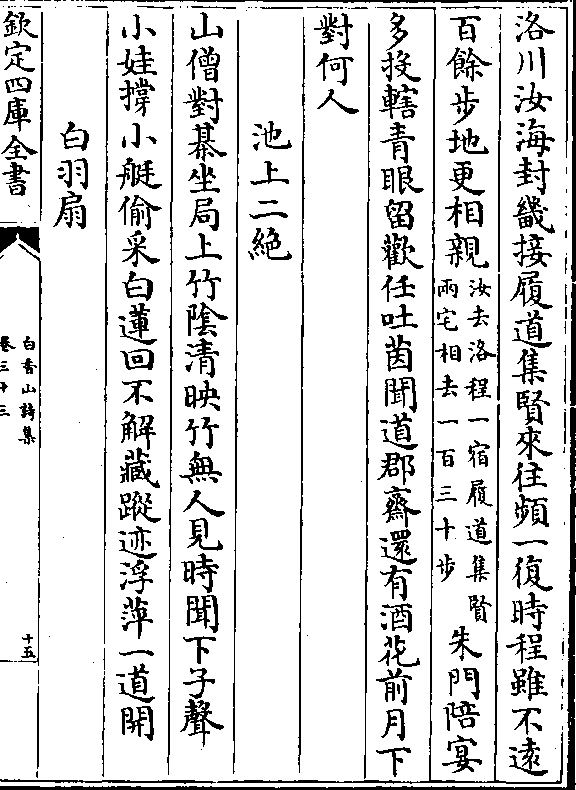 洛川汝海封畿接履道集賢來往頻一復時程雖不逺
百餘步地更相親汝去洛程一宿履道集賢兩宅相去一百三十步朱門陪宴
多投轄青眼留歡任吐茵聞道郡齋還有酒花前月下
對何人
池上二絶
山僧對棊坐局上竹隂清映竹無人見時聞下子聲
小娃撐小艇偷采白蓮回不解藏蹤迹浮萍一道開
白羽扇
欽定四庫全書
白香山詩集
卷三十三
十五